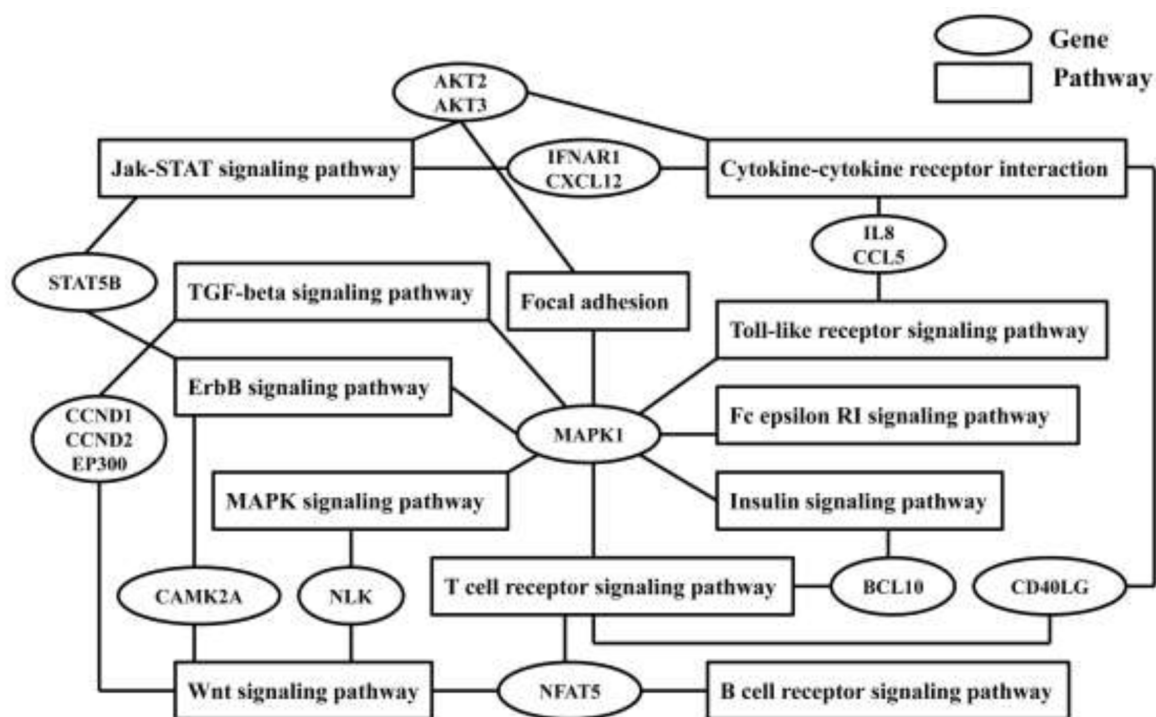 Gene
Pathway
AKT2
AKT3
Jak-STAT signaling pathway
IFNAR1
CXCL12
Cytokine-cytokine receptor interaction
IL8
CCL5
STAT5B
TGF-beta signaling pathway
Focal adhesion
Toll-like receptor signaling pathway
ErbB signaling pathway
CCND1
CCND2
EP300
MAPK1
Fc epsilon RI signaling pathway
MAPK signaling pathway
Insulin signaling pathway
CAMK2A
NLK
T cell receptor signaling pathway
BCL10
CD40LG
Wnt signaling pathway
NFAT5
B cell receptor signaling pathway